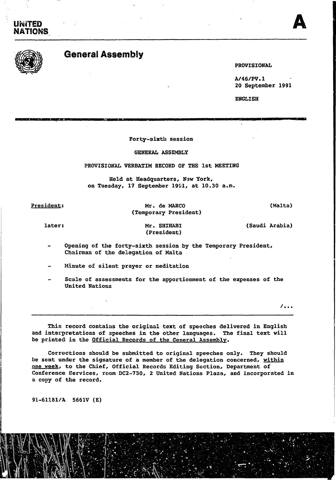 UNITED
NATIONS
A
General Assembly
PROVISIONAL
A/46/PV.1
20 September 1991
ENGLISH
Forty-sixth session
GENERAL ASSEMBLY
PROVISIONAL VERBATIM RECORD OF THE 1st MEETING
Held at Headquarters, New York,
on Tuesday, 17 September 1991, at 10.30 a.m.
President: Mr. de MARCO (Malta)
(Temporary President)
later: Mr. SHIHABI (Saudi Arabia)
(President)
- Opening of the forty-sixth session by the Temporary President,
Chairman of the delegation of Malta
- Minute of silent prayer or meditation
- Scale of assessments for the apportionment of the expenses of the
United Nations
/...
This record contains the original text of speeches delivered in English
and interpretations of speeches in the other languages. The final text will
be printed in the Official Records of the General Assembly.
Corrections should be submitted to original speeches only. They should
be sent under the signature of a member of the delegation concerned, within
one week, to the Chief, Official Records Editing Section, Department of
Conference Services, room DC2-750, 2 United Nations Plaza, and incorporated in
a copy of the record.
91-61181/A 5661V (E)